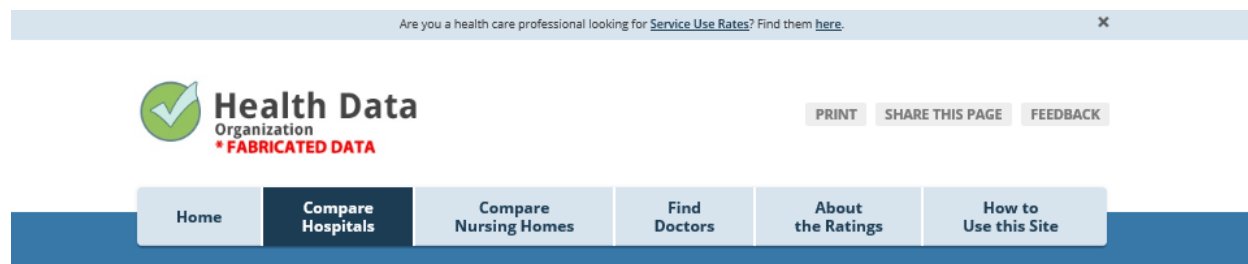 Are you a health care professional looking for Service Use Rates? Find them here.
×
Health Data
Organization
* FABRICATED DATA
PRINT
SHARE THIS PAGE
FEEDBACK
Home
Compare
Hospitals
Compare
Nursing Homes
Find
Doctors
About
the Ratings
How to
Use this Site